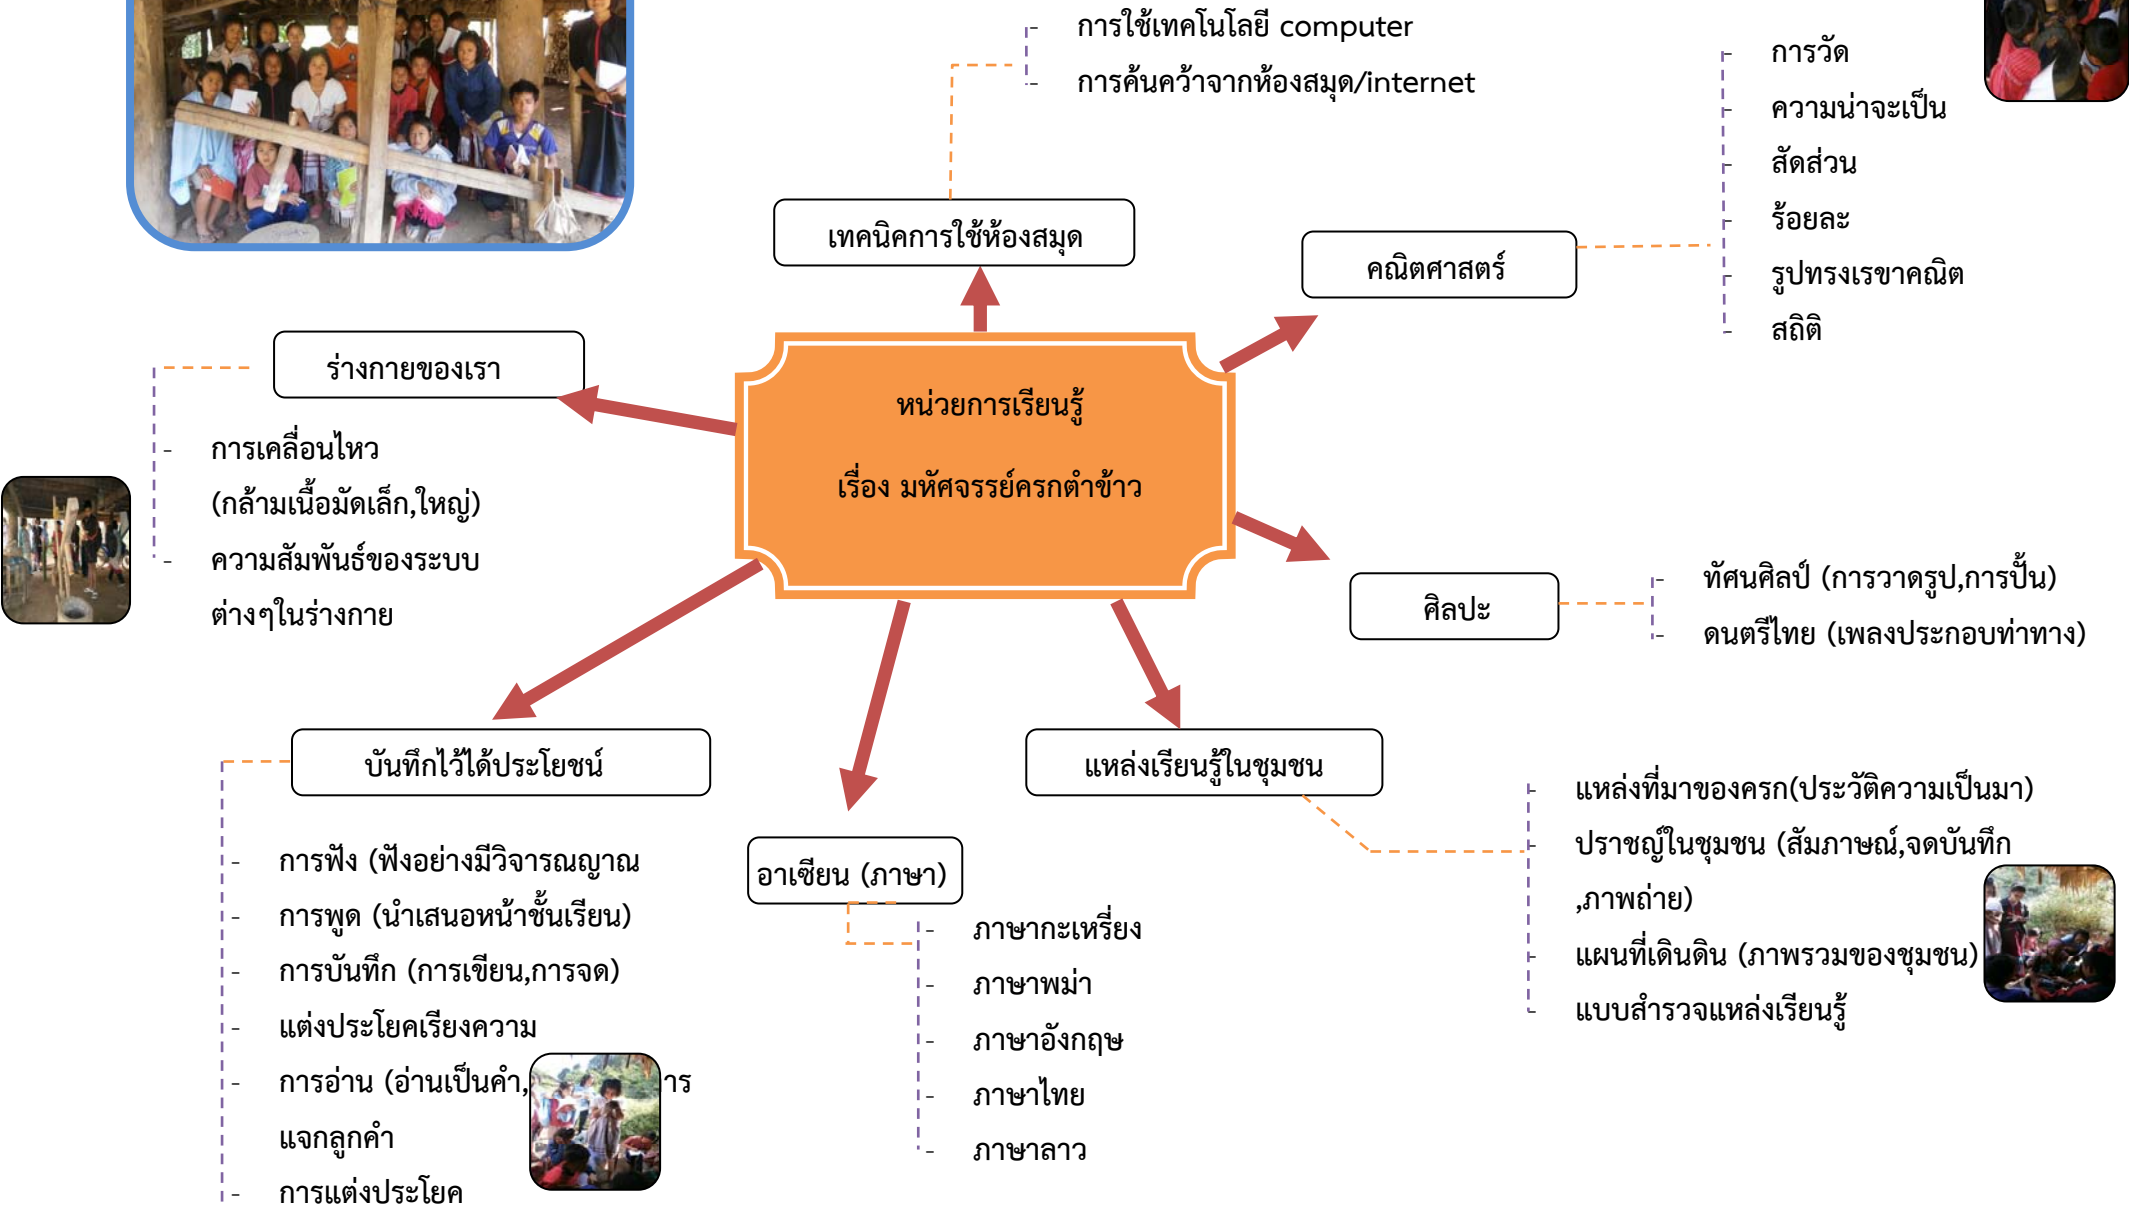 - การใช้เทคโนโลยี computer
- การค้นคว้าจากห้องสมุด/internet
เทคนิคการใช้ห้องสมุด
- การวัด
- ความน่าจะเป็น
- สัดส่วน
- ร้อยละ
- รูปทรงเรขาคณิต
- สถิติ
คณิตศาสตร์
หน่วยการเรียนรู้
เรื่อง มหัศจรรย์ครกตำข้าว
ร่างกายของเรา
- การเคลื่อนไหว
(กล้ามเนื้อมัดเล็ก,ใหญ่)
- ความสัมพันธ์ของระบบ
ต่างๆในร่างกาย
ศิลปะ
- ทัศนศิลป์ (การวาดรูป,การปั้น)
- ดนตรีไทย (เพลงประกอบท่าทาง)
บันทึกไว้ได้ประโยชน์
- การฟัง (ฟังอย่างมีวิจารณญาณ
- การพูด (นำเสนอหน้าชั้นเรียน)
- การบันทึก (การเขียน,การจด)
- แต่งประโยคเรียงความ
- การอ่าน (อ่านเป็นคำ, าร
แจกลูกคำ
- การแต่งประโยค
อาเซียน (ภาษา)
- ภาษากะเหรี่ยง
- ภาษาพม่า
- ภาษาอังกฤษ
- ภาษาไทย
- ภาษาลาว
แหล่งเรียนรู้ในชุมชน
- แหล่งที่มาของครก(ประวัติความเป็นมา)
- ปราชญ์ในชุมชน (สัมภาษณ์,จดบันทึก
,ภาพถ่าย)
- แผนที่เดินดิน (ภาพรวมของชุมชน)
- แบบสำรวจแหล่งเรียนรู้